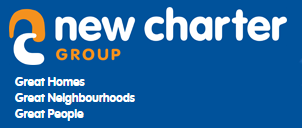 new charter
GROUP
Great Homes
Great Neighbourhoods
Great People